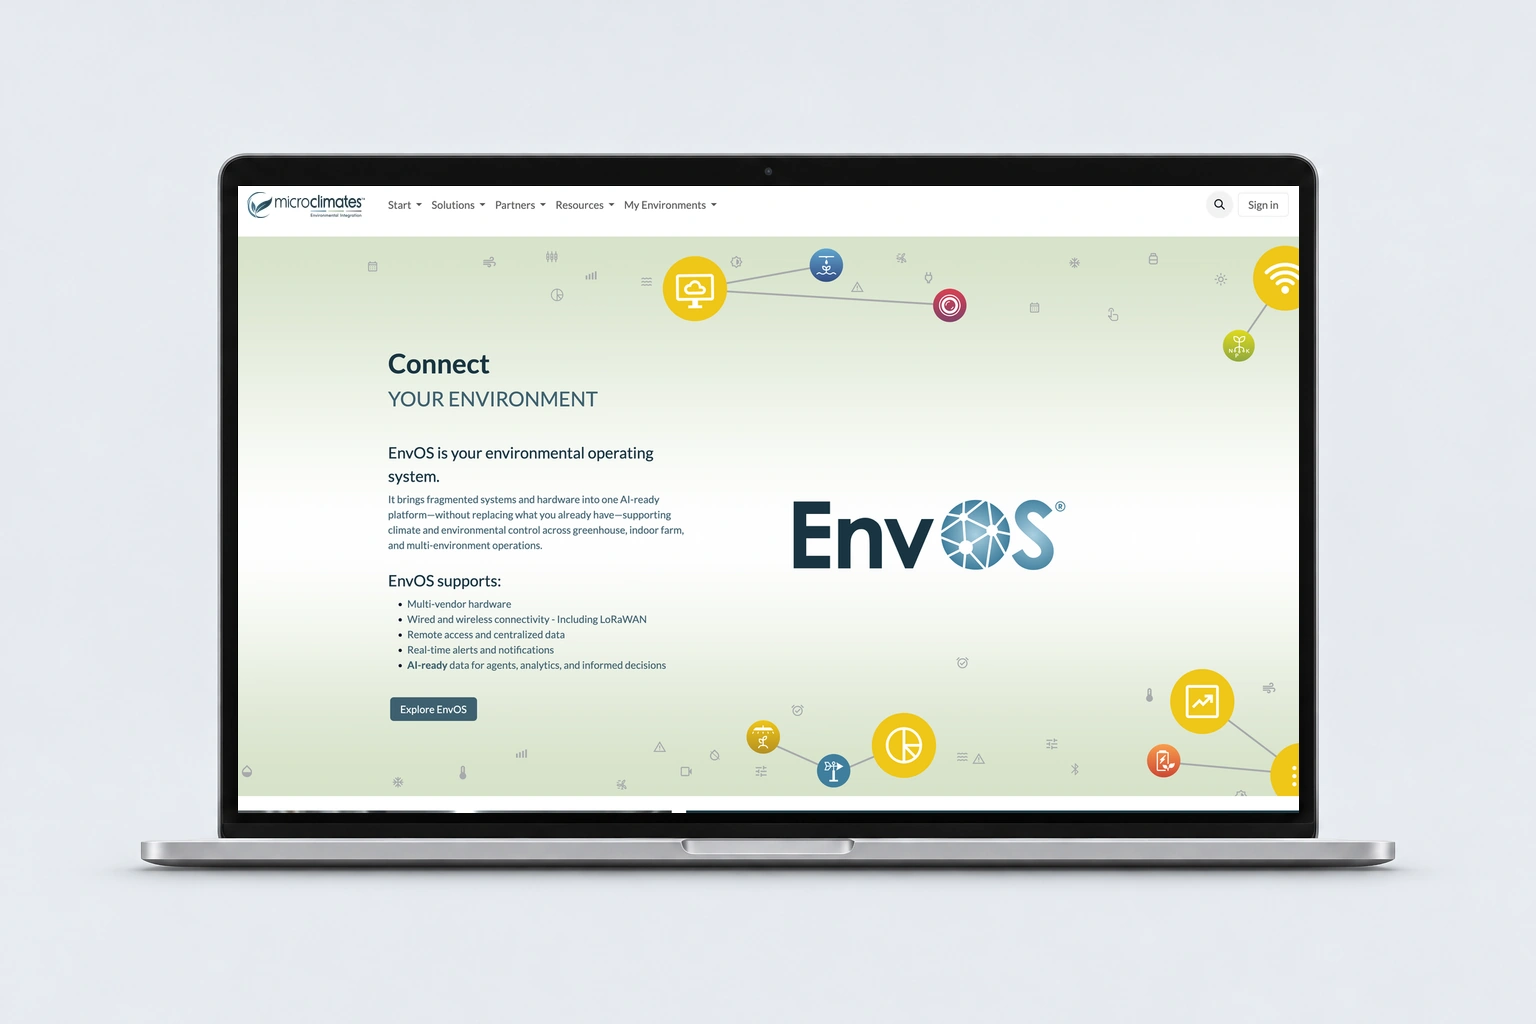 microclimates™
Environmental Integration
Start
Solutions
Partners
Resources
My Environments
Sign in
Connect
YOUR ENVIRONMENT
EnvOS is your environmental operating
system.
It brings fragmented systems and hardware into one AI-ready
platform—without replacing what you already have—supporting
climate and environmental control across greenhouse, indoor farm,
and multi-environment operations.
EnvOS supports:
Multi-vendor hardware
Wired and wireless connectivity - Including LoRaWAN
Remote access and centralized data
Real-time alerts and notifications
AI-ready data for agents, analytics, and informed decisions
Explore EnvOS
EnvOS®
N P K